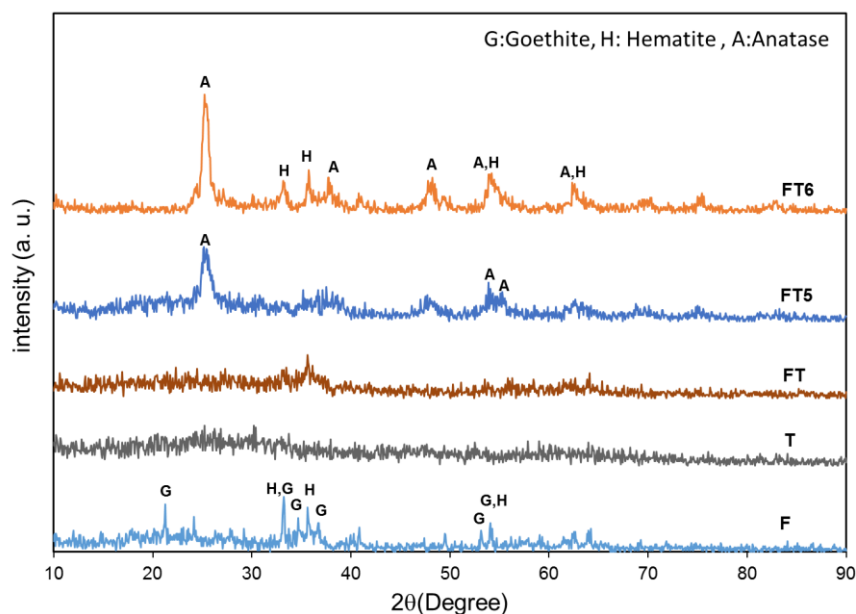 G:Goethite, H: Hematite , A:Anatase
A
H
H
A
A
A,H
A,H
FT6
A
A
A
FT5
FT
T
G
H,G
G
H
G
G
G,H
F
10 20 30 40 50 60 70 80 90
2θ(Degree)
intensity (a. u.)